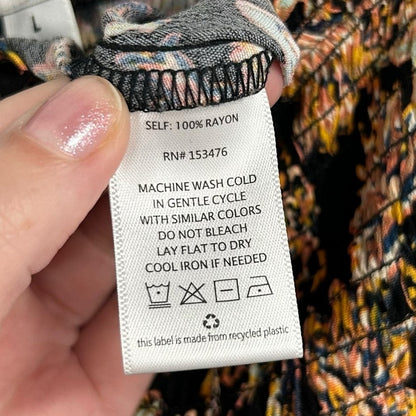 L
SELF: 100% RAYON
RN# 153476
MACHINE WASH COLD
IN GENTLE CYCLE
WITH SIMILAR COLORS
DO NOT BLEACH
LAY FLAT TO DRY
COOL IRON IF NEEDED
this label is made from recycled plastic